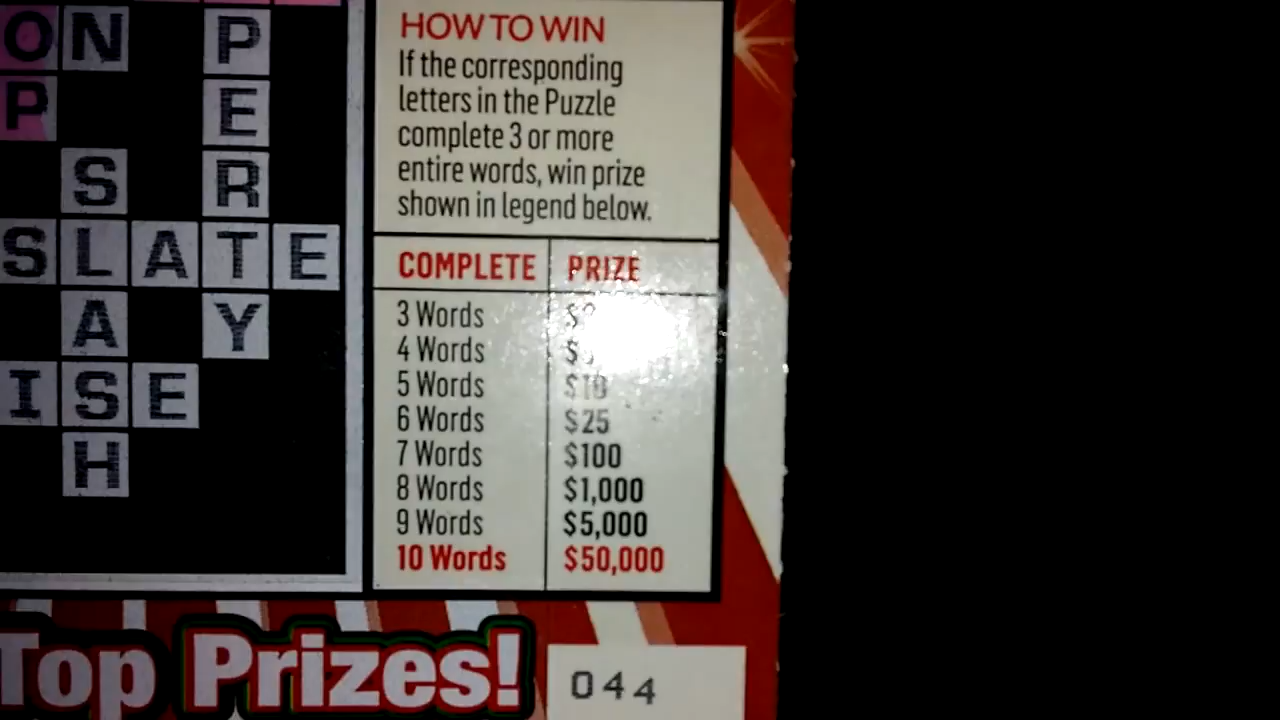 ON P
P E
S R
SLATE
A Y
ISE
H
HOW TO WIN
If the corresponding
letters in the Puzzle
complete 3 or more
entire words, win prize
shown in legend below.
COMPLETE PRIZE
3 Words
4 Words
5 Words $10
6 Words $25
7 Words $100
8 Words $1,000
9 Words $5,000
10 Words $50,000
Top Prizes!
044